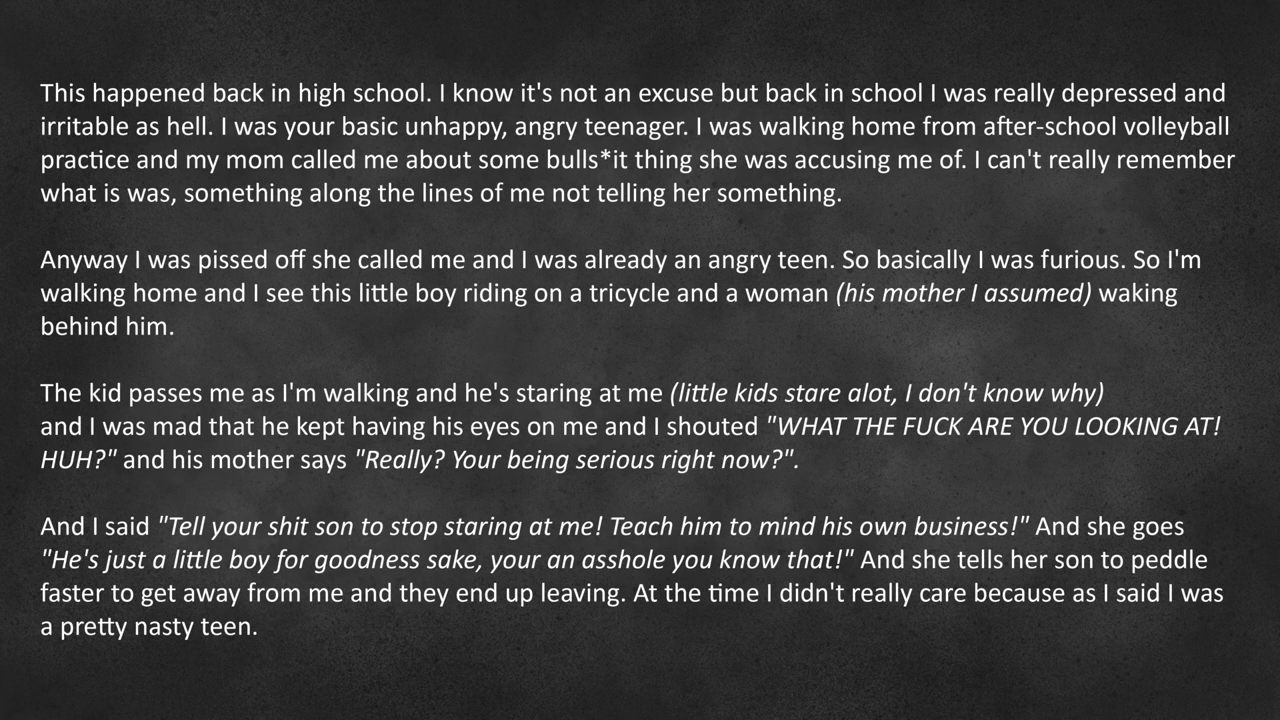 This happened back in high school. I know it's not an excuse but back in school I was really depressed and
irritable as hell. I was your basic unhappy, angry teenager. I was walking home from after-school volleyball
practice and my mom called me about some bulls*it thing she was accusing me of. I can't really remember
what is was, something along the lines of me not telling her something.
Anyway I was pissed off she called me and I was already an angry teen. So basically I was furious. So I'm
walking home and I see this little boy riding on a tricycle and a woman (his mother I assumed) waking
behind him.
The kid passes me as I'm walking and he's staring at me (little kids stare alot, I don't know why)
and I was mad that he kept having his eyes on me and I shouted "WHAT THE FUCK ARE YOU LOOKING AT!
HUH?" and his mother says "Really? Your being serious right now?".
And I said "Tell your shit son to stop staring at me! Teach him to mind his own business!" And she goes
"He's just a little boy for goodness sake, your an asshole you know that!" And she tells her son to peddle
faster to get away from me and they end up leaving. At the time I didn't really care because as I said I was
a pretty nasty teen.